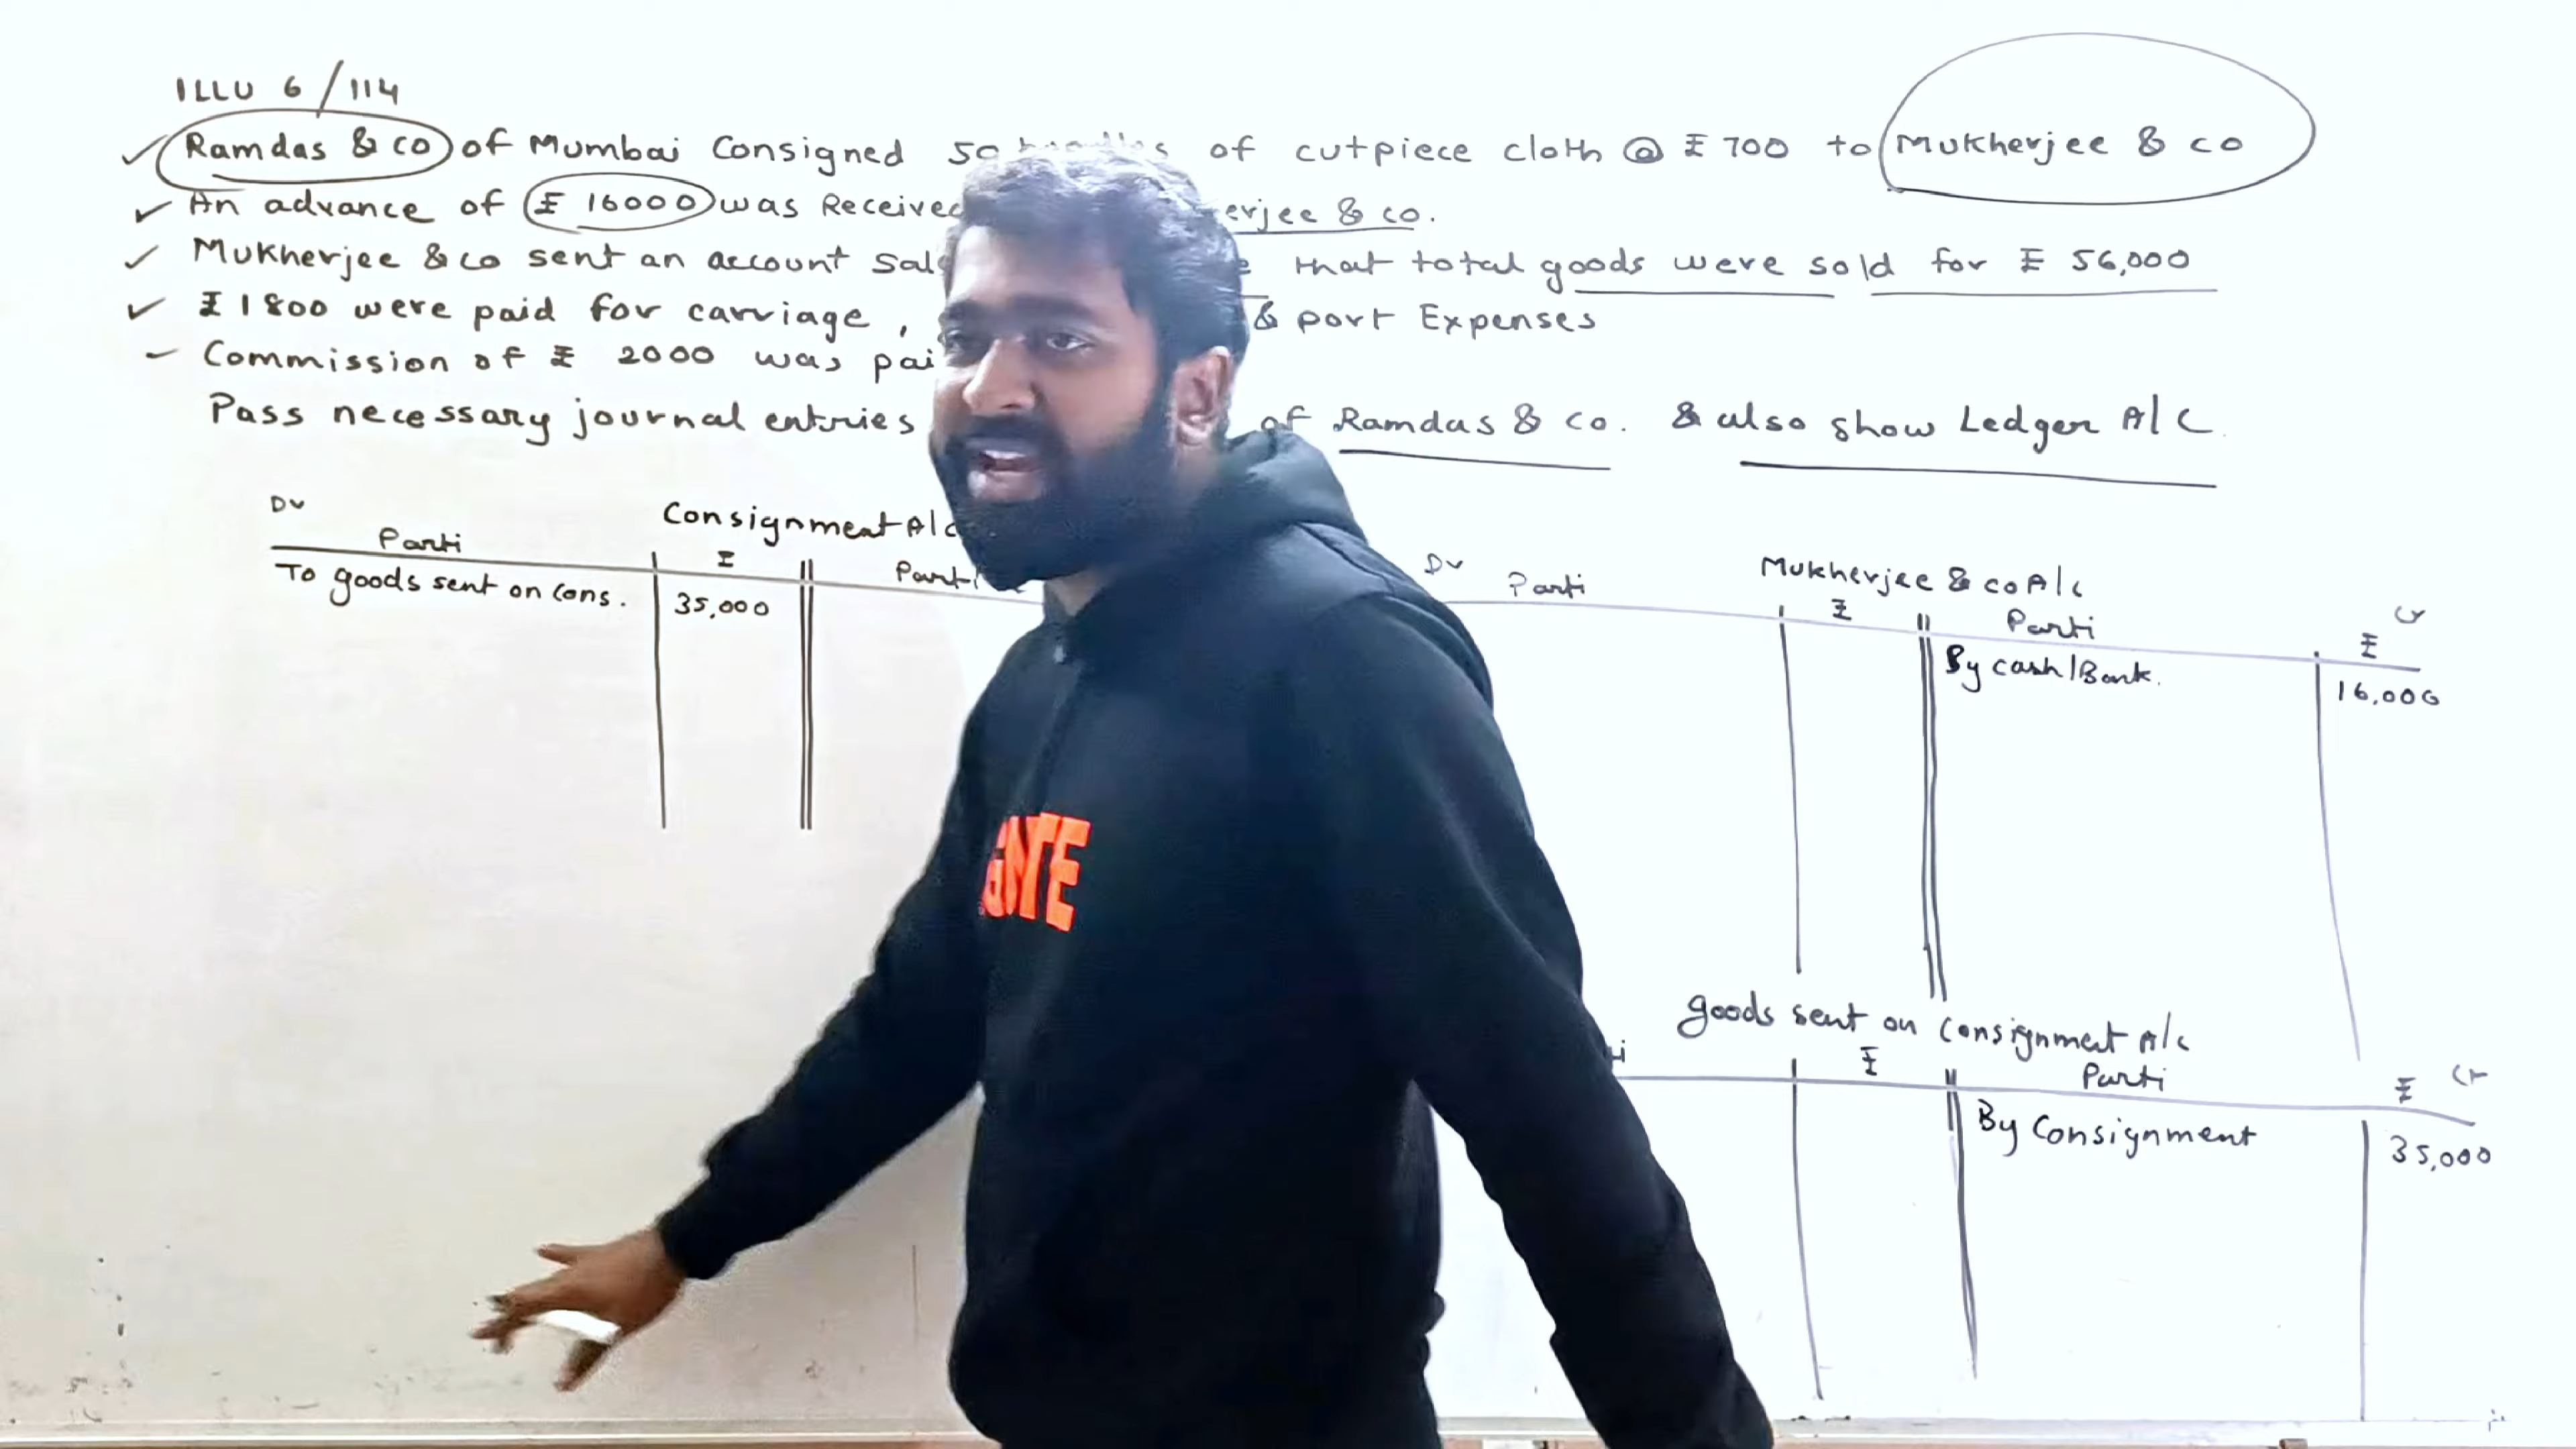 ILLU 6/114
Ramdas & co of Mumbai Consigned 50 of cutpiece cloth @ ₹ 700 to Mukherjee & co
An advance of ₹ 16000 was Received erjee & co.
Mukherjee & co sent an account that total goods were sold for ₹ 56,000
₹ 1800 were paid for carriage, & port Expenses
Commission of ₹ 2000 was
Pass necessary journal entries of Ramdas & co. & also show Ledger A/C.
Dr Consignment A/c
Parti ₹ Parti
To goods sent on Cons. 35,000
Dr Mukherjee & co A/c Cr
Parti ₹ Parti ₹
By cash/Bank. 16,000
goods sent on Consignment A/c
₹ Parti ₹ Cr
By Consignment 35,000